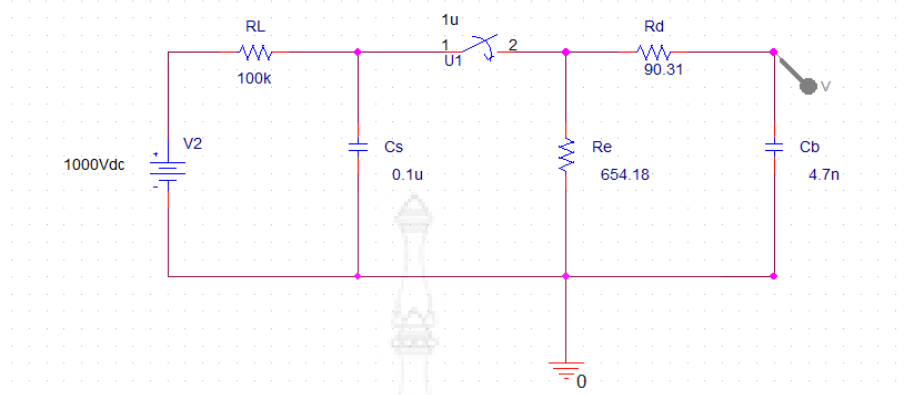 1u
RL
1
2
U1
Rd
100k
90.31
V
V2
1000Vdc
Cs
0.1u
Re
654.18
Cb
4.7n
0